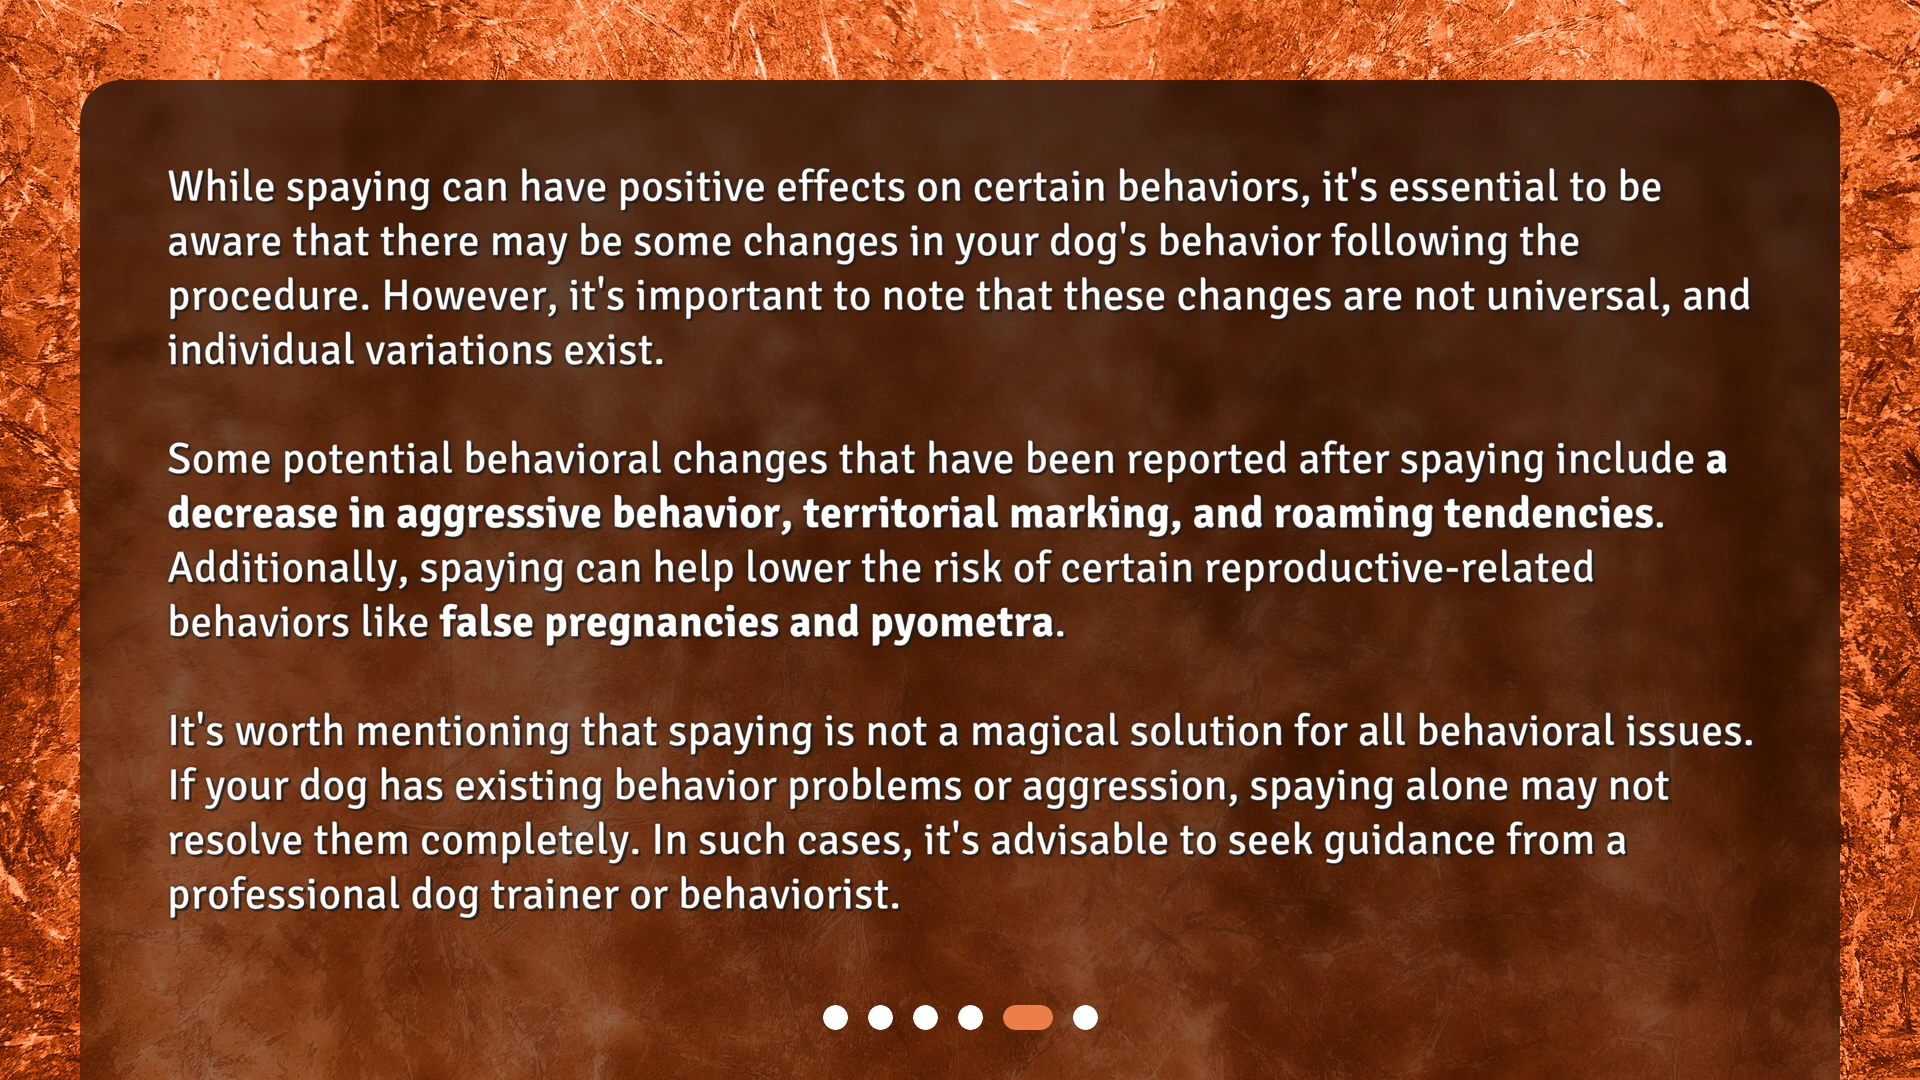 While spaying can have positive effects on certain behaviors, it's essential to be
aware that there may be some changes in your dog's behavior following the
procedure. However, it's important to note that these changes are not universal, and
individual variations exist.
Some potential behavioral changes that have been reported after spaying include a
decrease in aggressive behavior, territorial marking, and roaming tendencies.
Additionally, spaying can help lower the risk of certain reproductive-related
behaviors like false pregnancies and pyometra.
It's worth mentioning that spaying is not a magical solution for all behavioral issues.
If your dog has existing behavior problems or aggression, spaying alone may not
resolve them completely. In such cases, it's advisable to seek guidance from a
professional dog trainer or behaviorist.